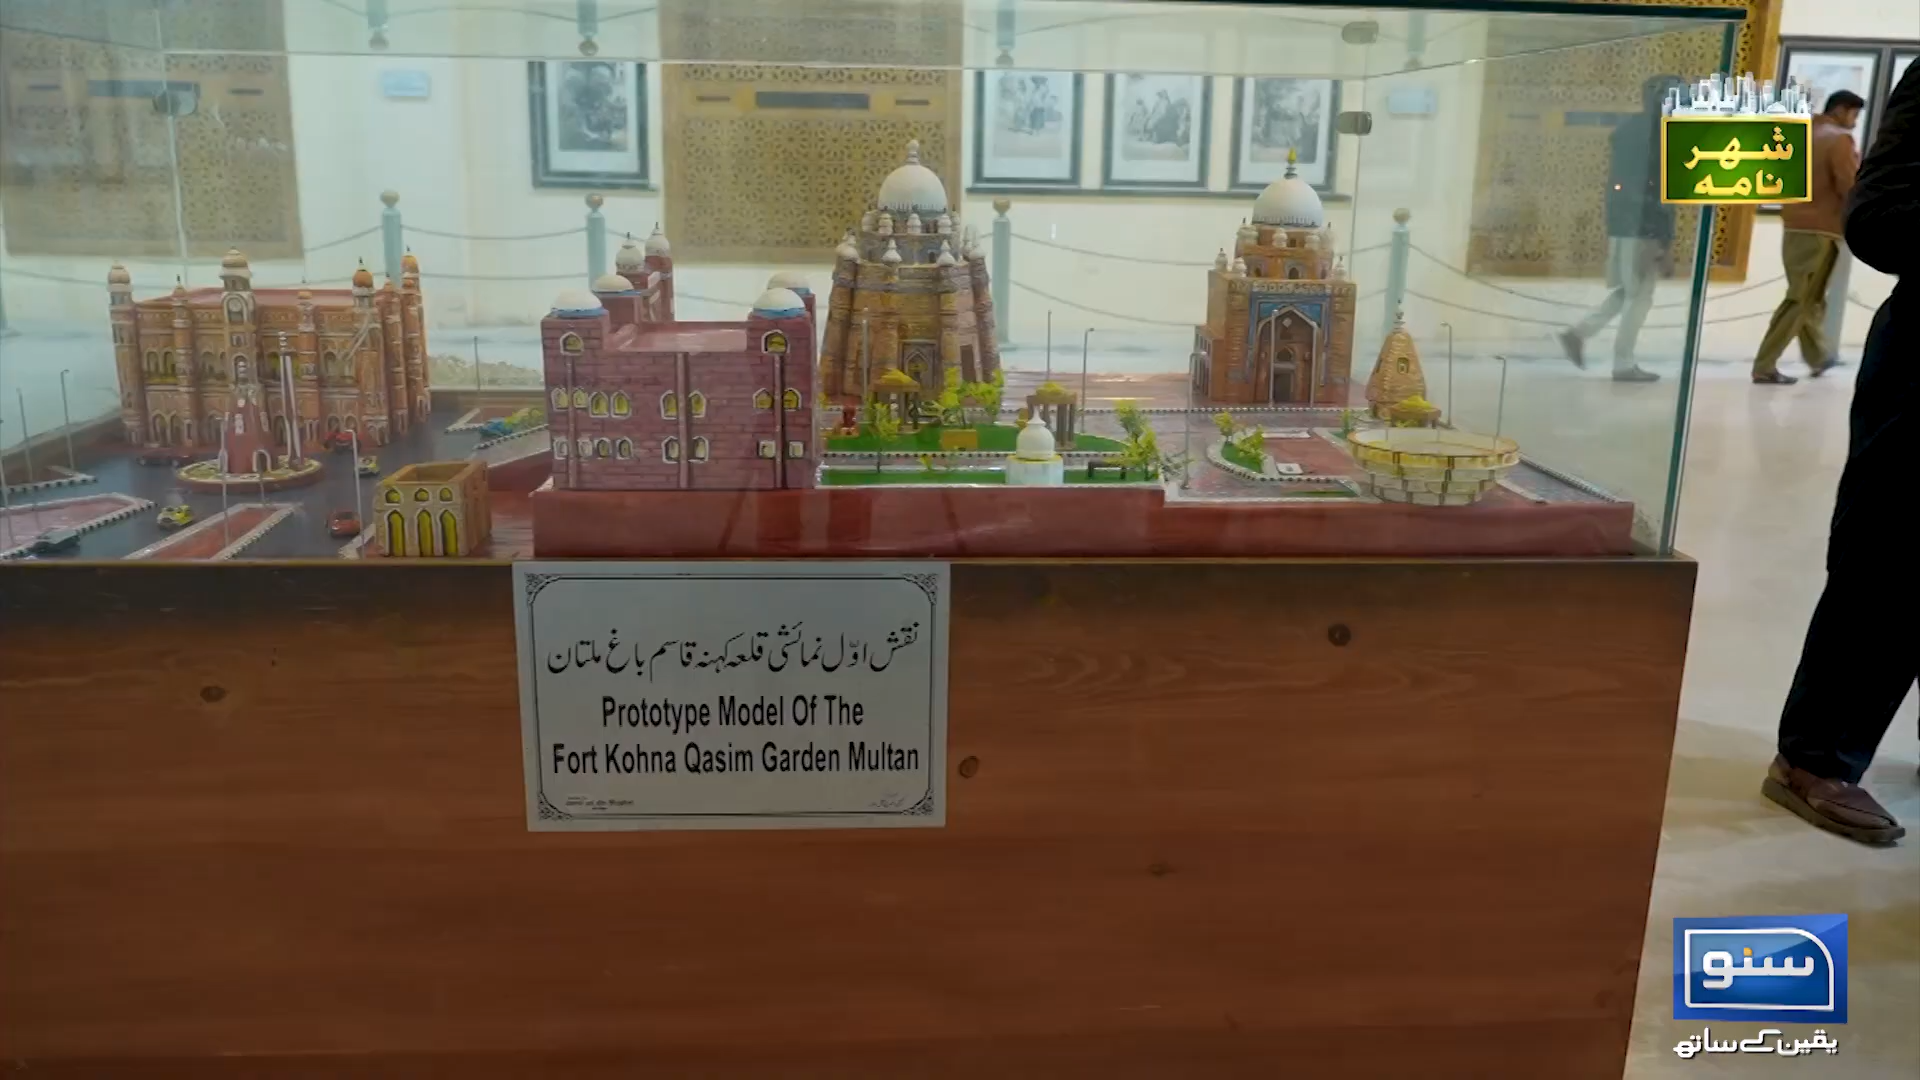 شہر
نامہ
نقش اوّل نمائشی قلعہ کہنہ قاسم باغ ملتان
Prototype Model Of The
Fort Kohna Qasim Garden Multan
سنو
یقین کے ساتھ